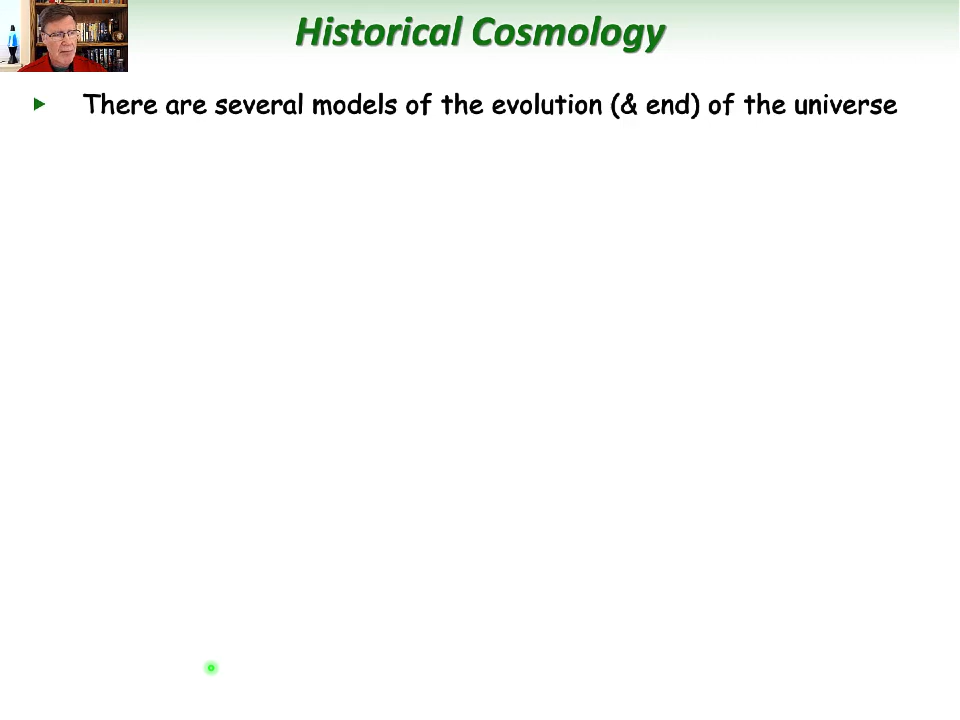 Historical Cosmology
There are several models of the evolution (& end) of the universe